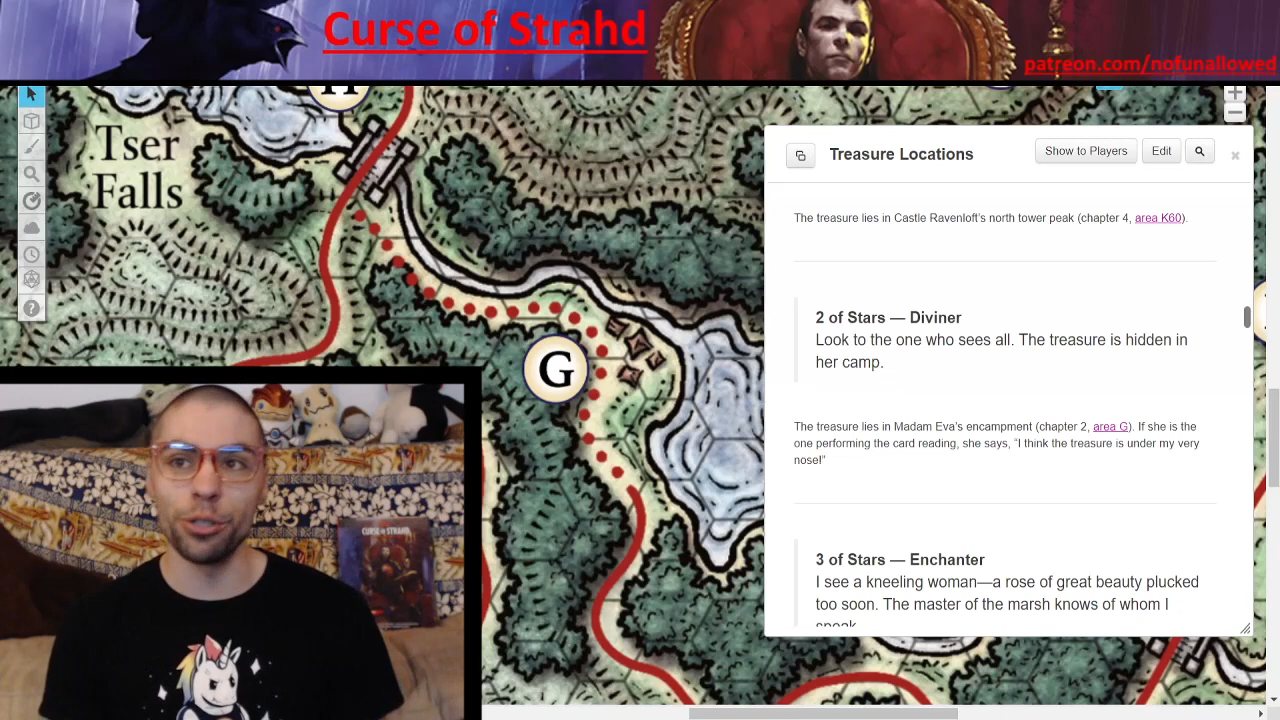 Curse of Strahd
patreon.com/nofunallowed
H
Tser
Falls
G
Treasure Locations
Show to Players
Edit
The treasure lies in Castle Ravenloft's north tower peak (chapter 4, area K60).
2 of Stars — Diviner
Look to the one who sees all. The treasure is hidden in
her camp.
The treasure lies in Madam Eva's encampment (chapter 2, area G). If she is the
one performing the card reading, she says, “I think the treasure is under my very
nose!”
3 of Stars — Enchanter
I see a kneeling woman—a rose of great beauty plucked
too soon. The master of the marsh knows of whom I
speak.
CURSE OF STRAHD